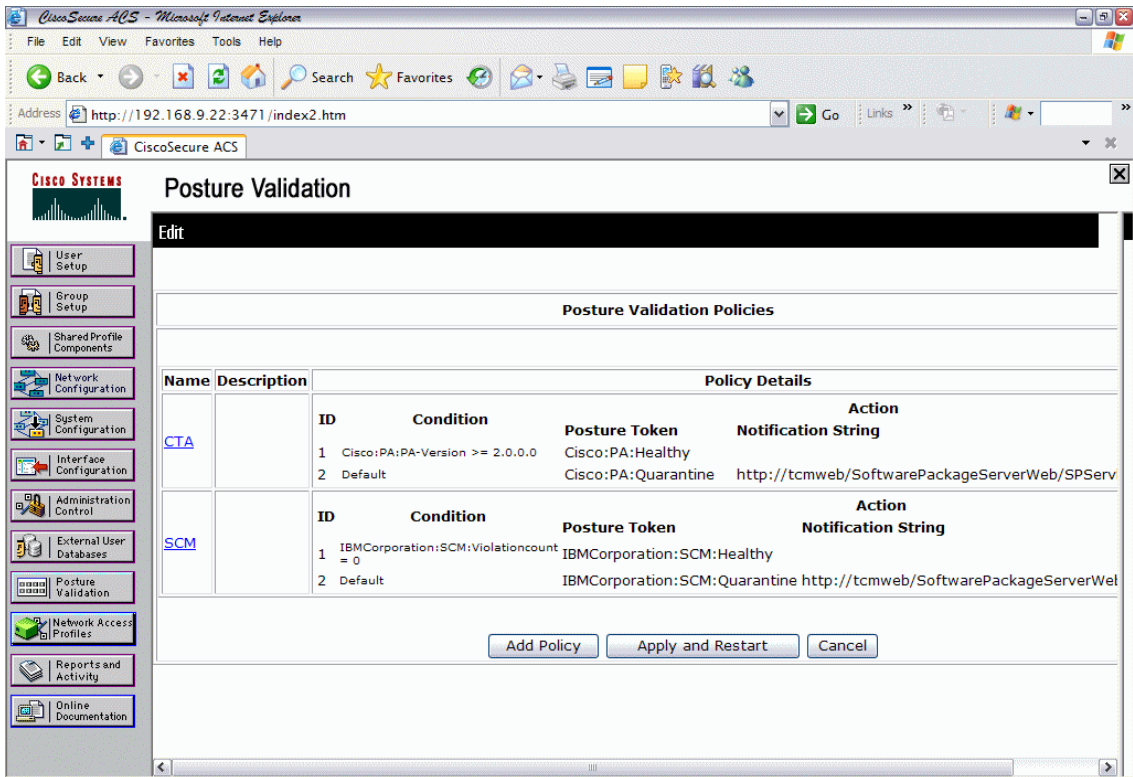 CiscoSecure ACS - Microsoft Internet Explorer
File Edit View Favorites Tools Help
Back Search Favorites
Address http://192.168.9.22:3471/index2.htm Go Links »  »
CiscoSecure ACS
CISCO SYSTEMS
Posture Validation
Edit
User Setup
Group Setup
Shared Profile Components
Network Configuration
System Configuration
Interface Configuration
Administration Control
External User Databases
Posture Validation
Network Access Profiles
Reports and Activity
Online Documentation
Posture Validation Policies
Name Description Policy Details
CTA
ID Condition Action
Posture Token Notification String
1 Cisco:PA:PA-Version >= 2.0.0.0 Cisco:PA:Healthy
2 Default Cisco:PA:Quarantine http://tcmweb/SoftwarePackageServerWeb/SPServ
SCM
ID Condition Action
Posture Token Notification String
1 IBMCorporation:SCM:Violationcount = 0 IBMCorporation:SCM:Healthy
2 Default IBMCorporation:SCM:Quarantine http://tcmweb/SoftwarePackageServerWeb
Add Policy Apply and Restart Cancel